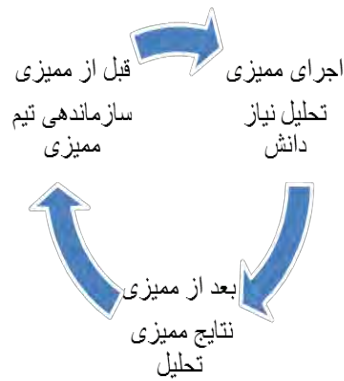 اجرای ممیزی
تحلیل نیاز
دانش
بعد از ممیزی
نتایج ممیزی
تحلیل
قبل از ممیزی
سازماندهی تیم
ممیزی